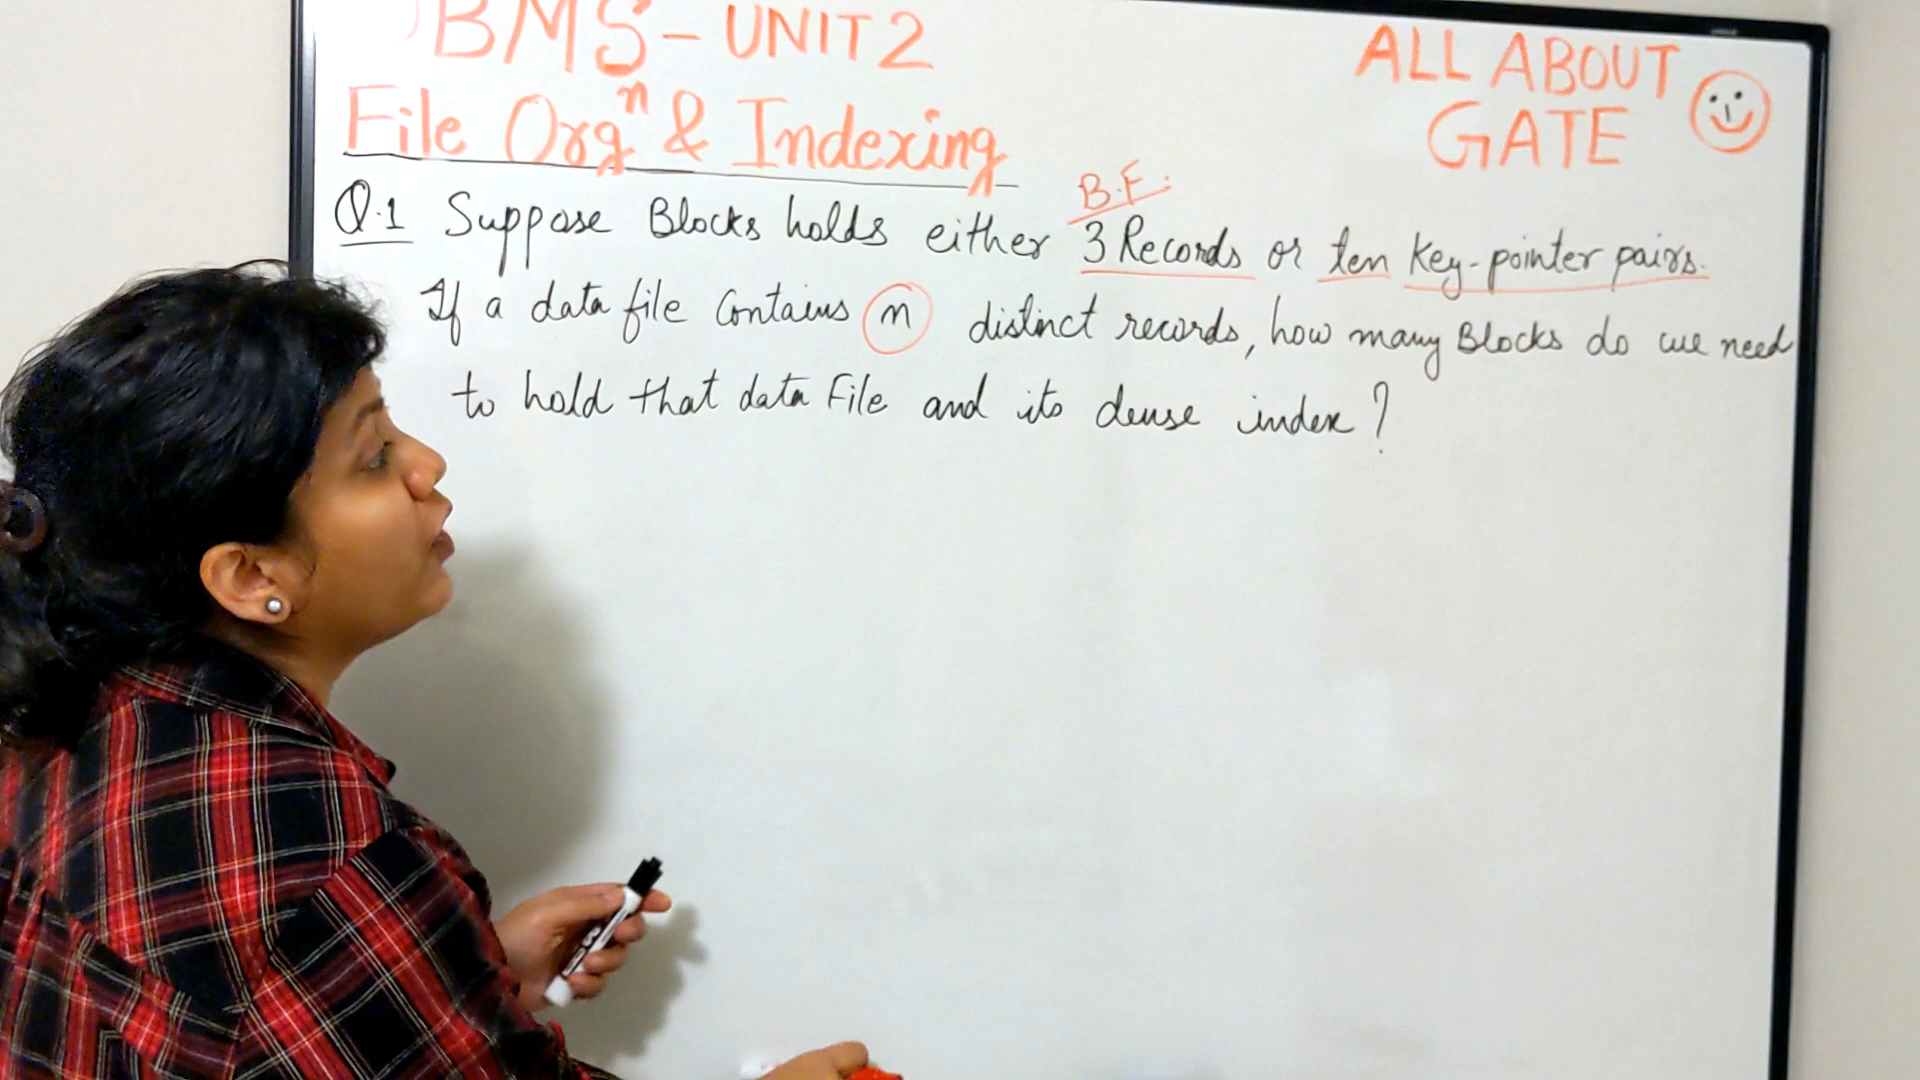 DBMS - UNIT 2
ALL ABOUT
GATE
File Orgⁿ & Indexing
B.F.
Q.1 Suppose Blocks holds either 3 Records or ten key-pointer pairs.
If a data file Contains n distinct records, how many Blocks do we need
to hold that data File and its dense index?